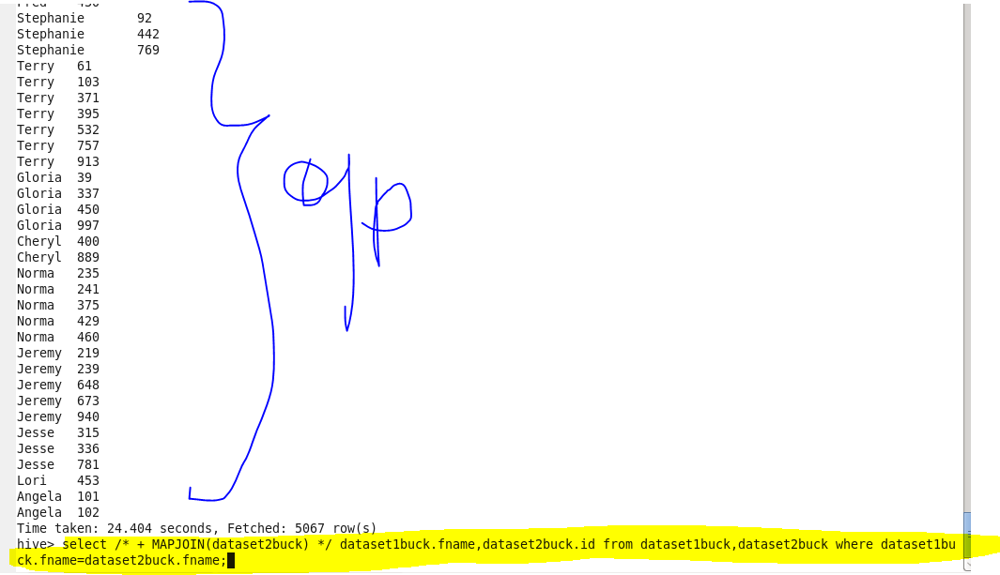 Stephanie 92
Stephanie 442
Stephanie 769
Terry 61
Terry 103
Terry 371
Terry 395
Terry 532
Terry 757
Terry 913
Gloria 39
Gloria 337
Gloria 450
Gloria 997
Cheryl 400
Cheryl 889
Norma 235
Norma 241
Norma 375
Norma 429
Norma 460
Jeremy 219
Jeremy 239
Jeremy 648
Jeremy 673
Jeremy 940
Jesse 315
Jesse 336
Jesse 781
Lori 453
Angela 101
Angela 102
Time taken: 24.404 seconds, Fetched: 5067 row(s)
hive> select /* + MAPJOIN(dataset2buck) */ dataset1buck.fname,dataset2buck.id from dataset1buck,dataset2buck where dataset1bu
ck.fname=dataset2buck.fname;